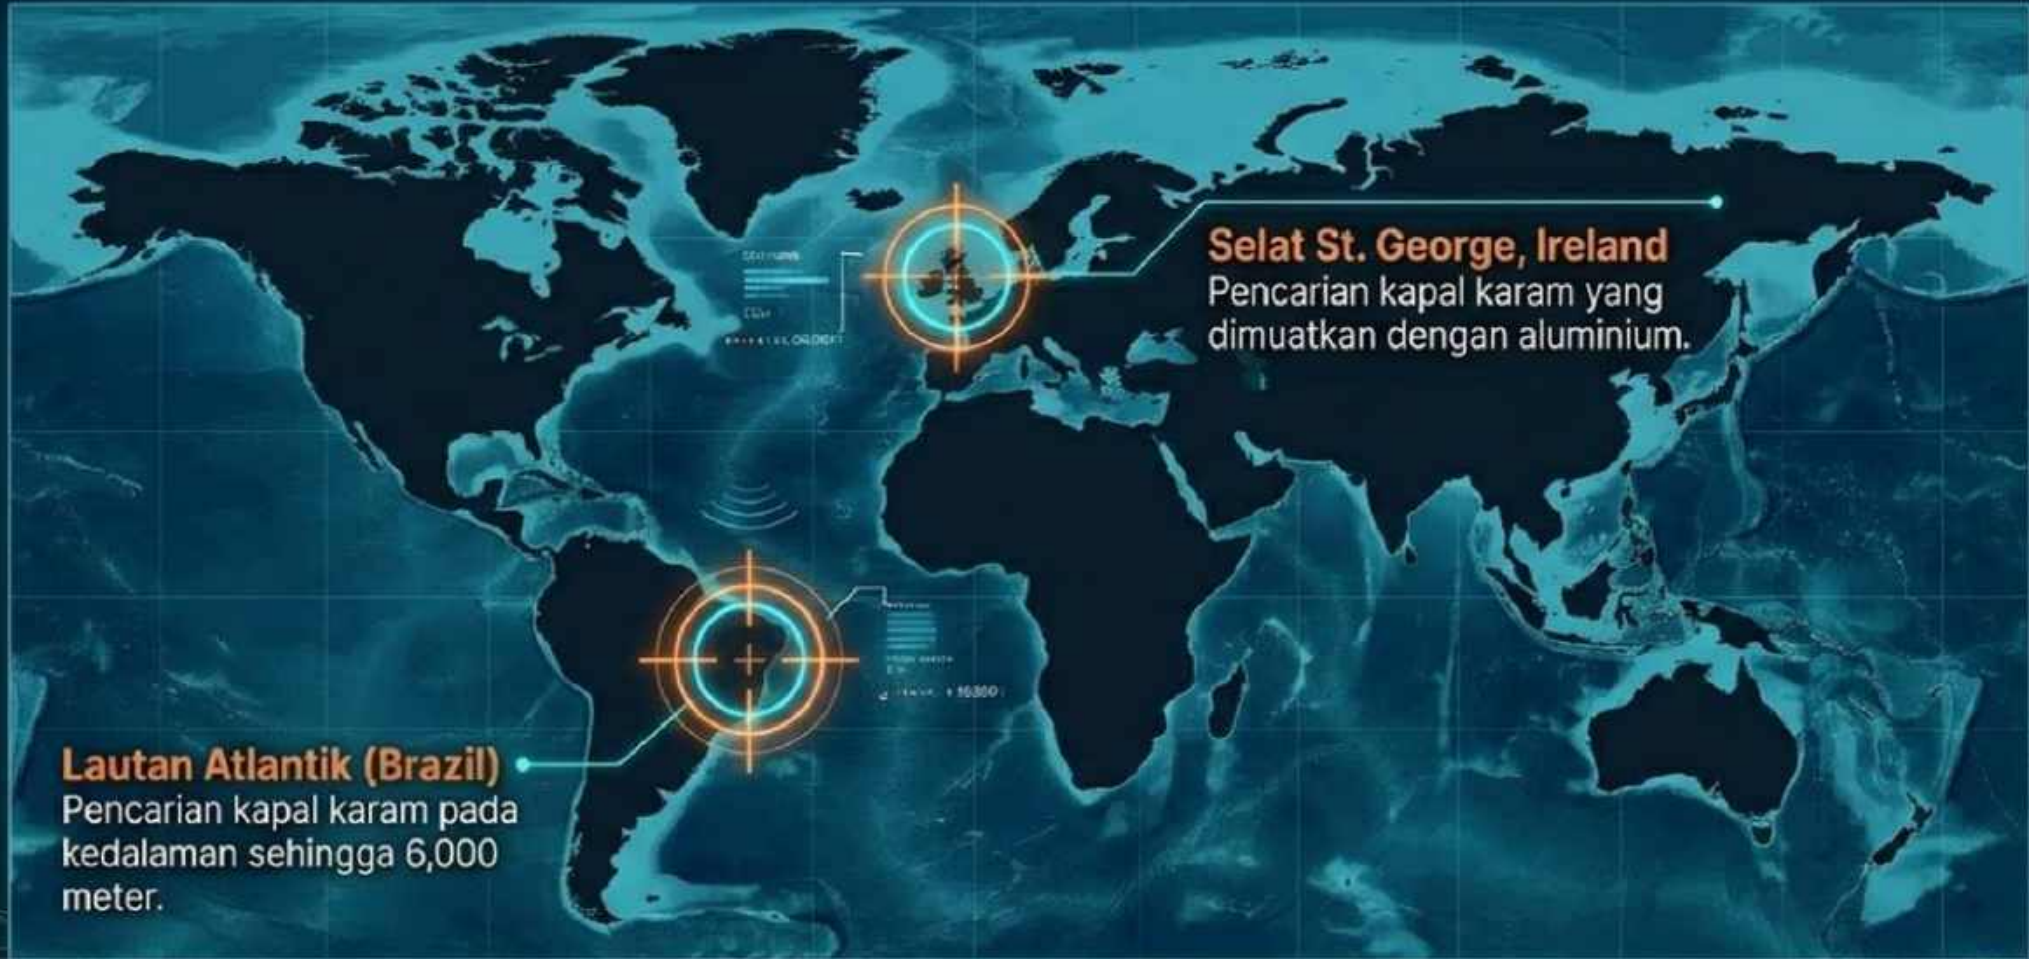 Selat St. George, Ireland
Pencarian kapal karam yang
dimuatkan dengan aluminium.
Lautan Atlantik (Brazil)
Pencarian kapal karam pada
kedalaman sehingga 6,000
meter.